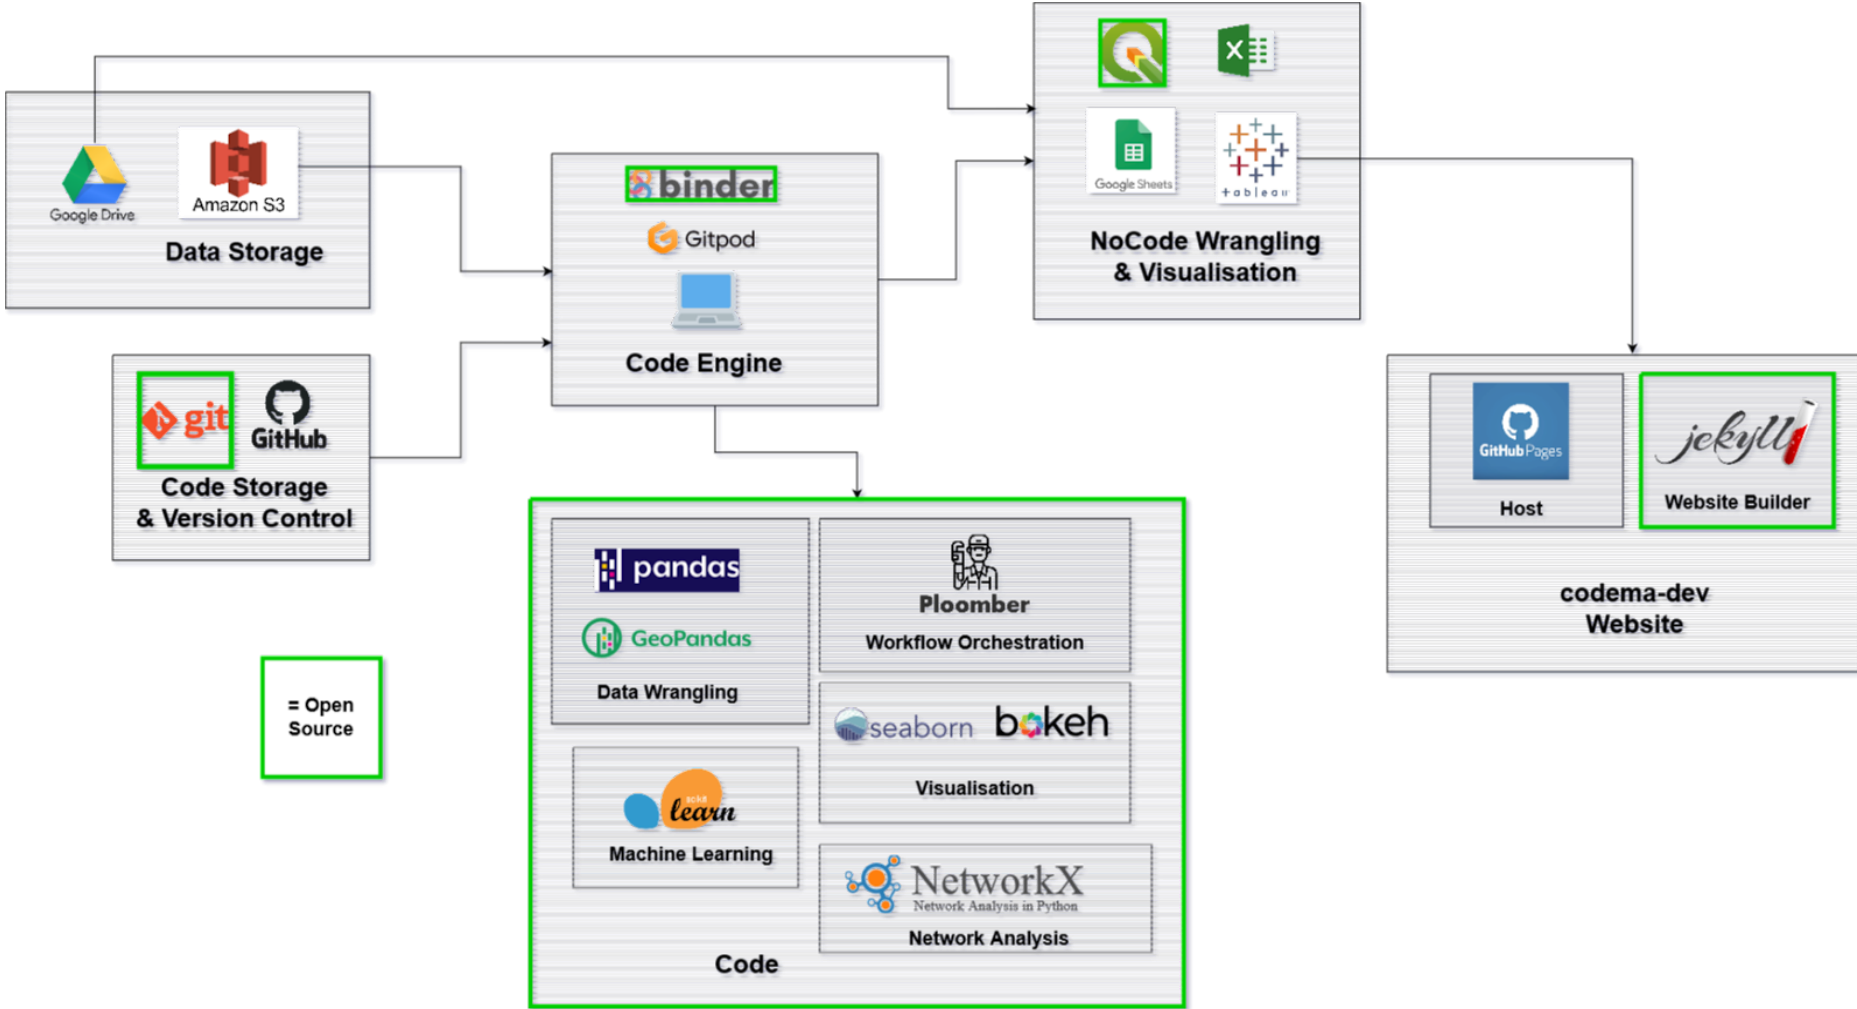 Google Drive
Amazon S3
Data Storage
git
GitHub
Code Storage
& Version Control
= Open
Source
binder
Gitpod
Code Engine
pandas
GeoPandas
Data Wrangling
Ploomber
Workflow Orchestration
seaborn
bokeh
Visualisation
scikit
learn
Machine Learning
NetworkX
Network Analysis in Python
Network Analysis
Code
X
Google Sheets
+ab|eau
NoCode Wrangling
& Visualisation
GitHub Pages
Host
jekyll
Website Builder
codema-dev
Website